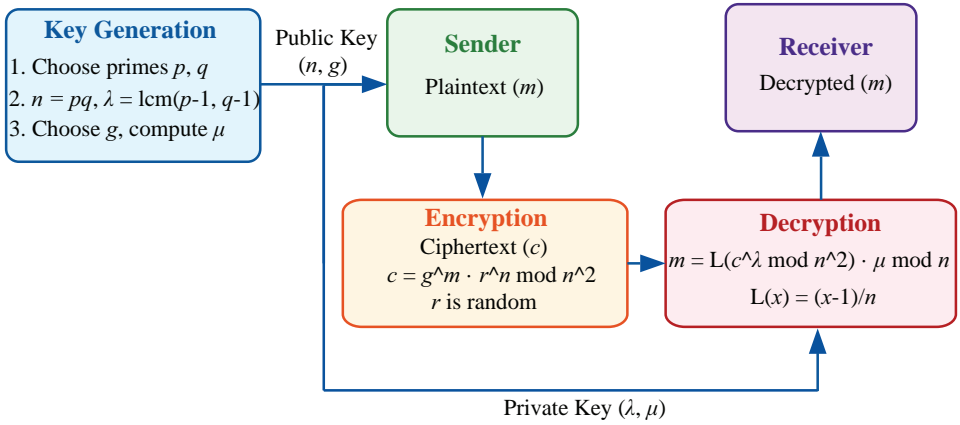 Key Generation
1. Choose primes p, q
2. n = pq, λ = lcm(p-1, q-1)
3. Choose g, compute μ
Public Key
(n, g)
Sender
Plaintext (m)
Receiver
Decrypted (m)
Encryption
Ciphertext (c)
c = g^m · r^n mod n^2
r is random
Decryption
m = L(c^λ mod n^2) · μ mod n
L(x) = (x-1)/n
Private Key (λ, μ)